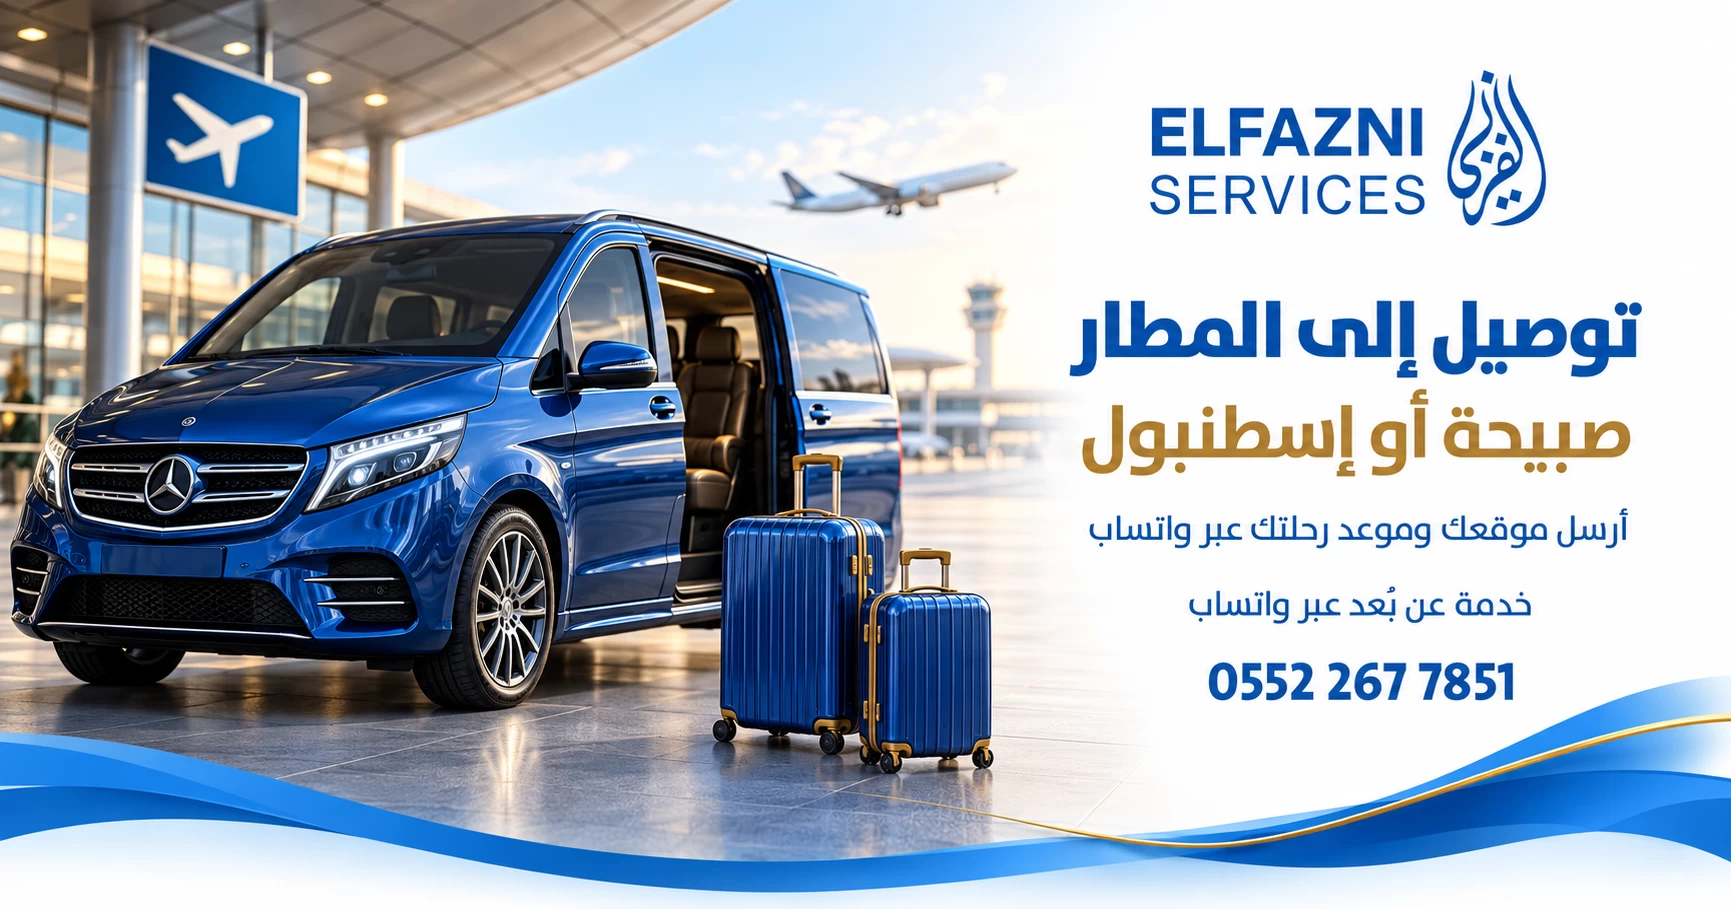 ELFAZNI
SERVICES
توصيل إلى المطار
صبيحة أو إسطنبول
أرسل موقعك وموعد رحلتك عبر واتساب
خدمة عن بُعد عبر واتساب
0552 267 7851